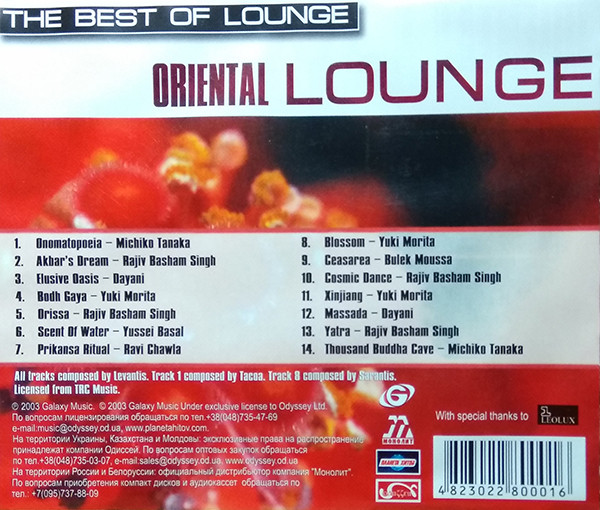 THE BEST OF LOUNGE
ORIENTAL LOUNGE
1. Onomatopoeia – Michiko Tanaka
2. Akbar's Dream – Rajiv Basham Singh
3. Elusive Oasis – Dayani
4. Bodh Gaya – Yuki Morita
5. Orissa – Rajiv Basham Singh
6. Scent Of Water – Yussei Basal
7. Prikansa Ritual – Ravi Chawla
8. Blossom – Yuki Morita
9. Ceasarea – Bulek Moussa
10. Cosmic Dance – Rajiv Basham Singh
11. Xinjiang – Yuki Morita
12. Massada – Dayani
13. Yatra – Rajiv Basham Singh
14. Thousand Buddha Cave – Michiko Tanaka
All tracks composed by Levantis. Track 1 composed by Tacoa. Track 8 composed by Savantis.
Licensed from TRC Music.
℗ 2003 Galaxy Music. © 2003 Galaxy Music Under exclusive license to Odyssey Ltd.
По вопросам лицензирования обращаться по тел.+38(048)735-47-69
e-mail:music@odyssey.od.ua, www.planetahitov.com
На территории Украины, Казахстана и Молдовы: эксклюзивные права на распространение
принадлежат компании Одиссей. По вопросам оптовых закупок обращаться
по тел.+38(048)735-03-07, e-mail:sales@odyssey.od.ua, www.odyssey.od.ua
На территории России и Белоруссии: официальный дистрибьютор компания "Монолит".
По вопросам приобретения компакт дисков и аудиокассет обращаться по
тел.: +7(095)737-88-09
G
МОНОЛИТ
ПЛАНЕТА ХИТОВ
With special thanks to
LEOLUX
4 823022 800016